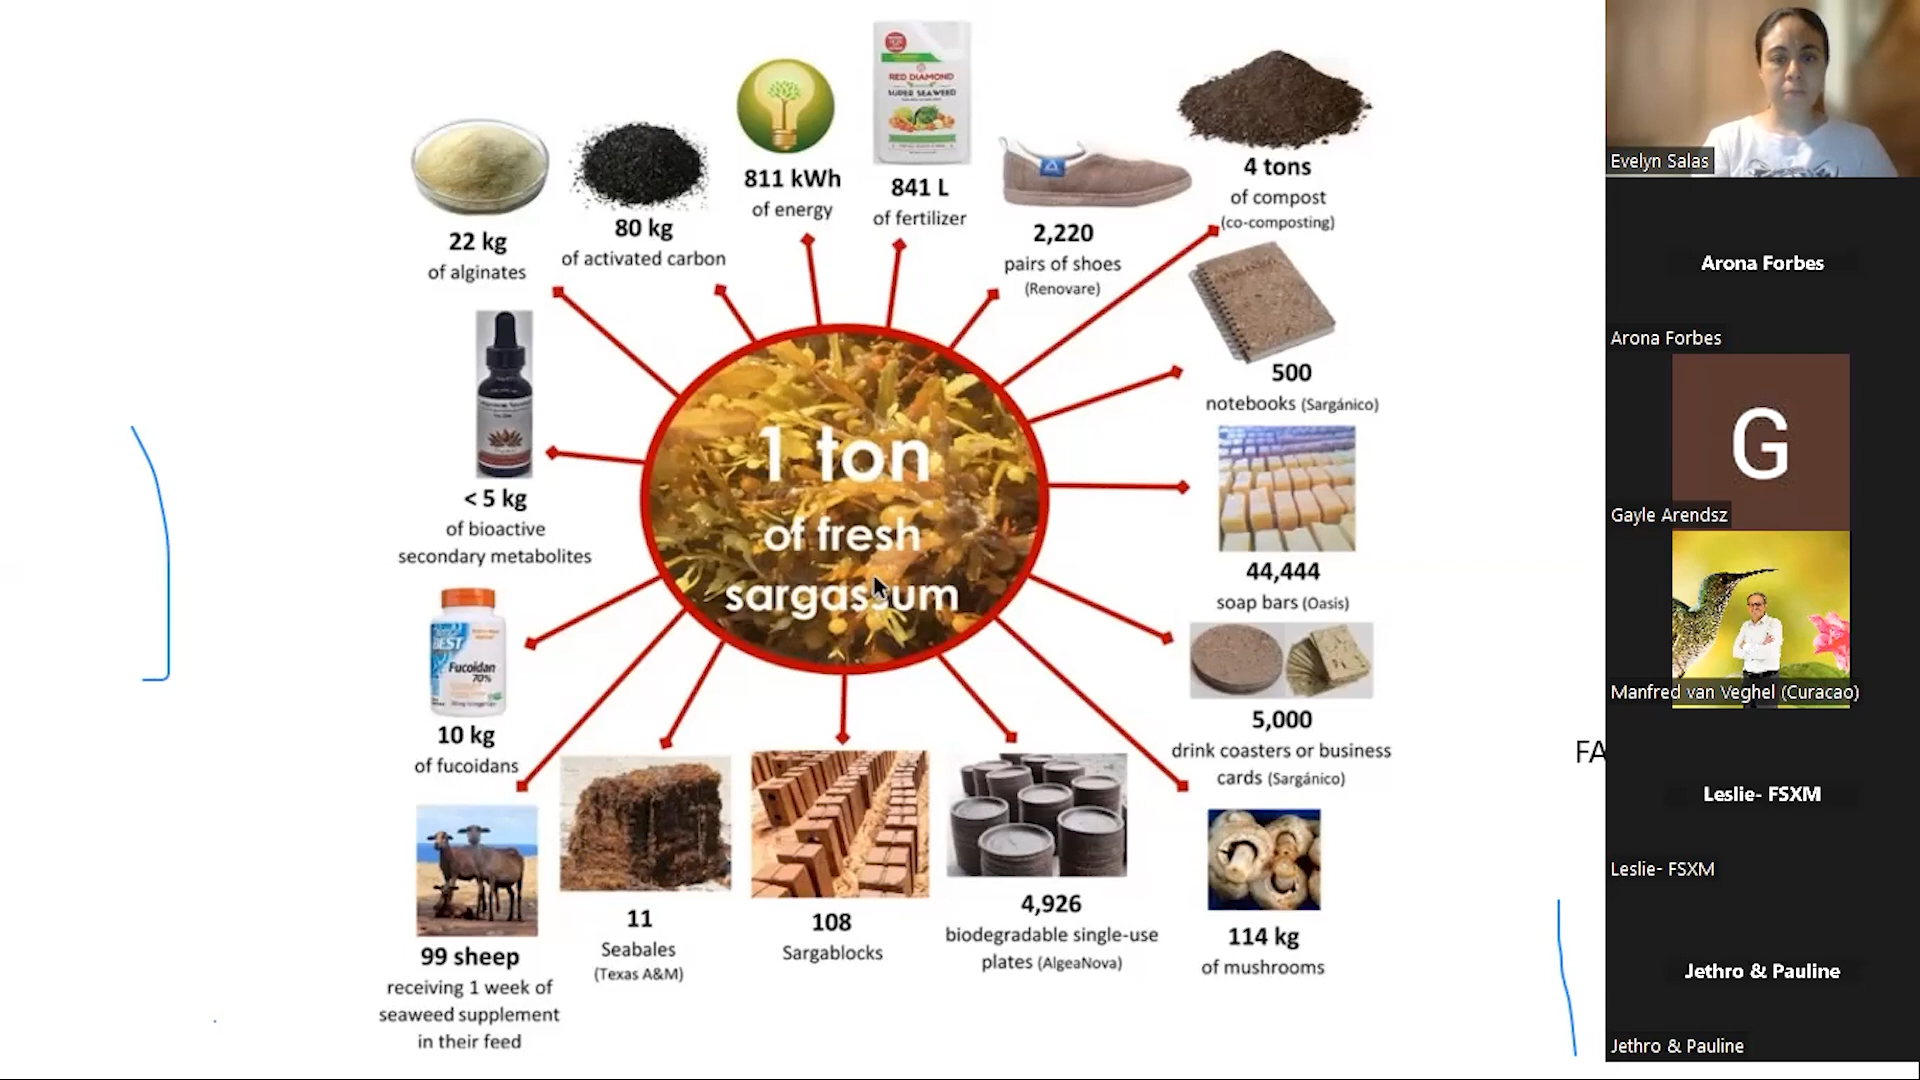 22 kg
of alginates
80 kg
of activated carbon
811 kWh
of energy
RED DIAMOND
SUPER SEAWEED
841 L
of fertilizer
2,220
pairs of shoes
(Renovare)
4 tons
of compost
(co-composting)
500
notebooks (Sargánico)
44,444
soap bars (Oasis)
5,000
drink coasters or business
cards (Sargánico)
114 kg
of mushrooms
4,926
biodegradable single-use
plates (AlgeaNova)
108
Sargablocks
11
Seabales
(Texas A&M)
99 sheep
receiving 1 week of
seaweed supplement
in their feed
BEST
Fucoidan
70%
10 kg
of fucoidans
< 5 kg
of bioactive
secondary metabolites
1 ton
of fresh
sargassum
FA
Evelyn Salas
Arona Forbes
Arona Forbes
G
Gayle Arendsz
Manfred van Veghel (Curacao)
Leslie- FSXM
Leslie- FSXM
Jethro & Pauline
Jethro & Pauline